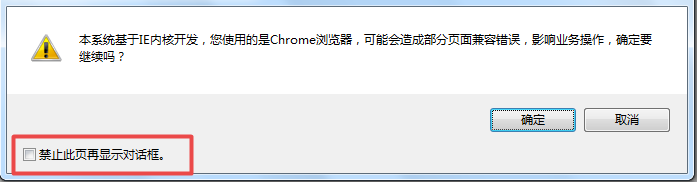 本系统基于IE内核开发，您使用的是Chrome浏览器，可能会造成部分页面兼容错误，影响业务操作，确定要
继续吗？
确定
取消
禁止此页再显示对话框。